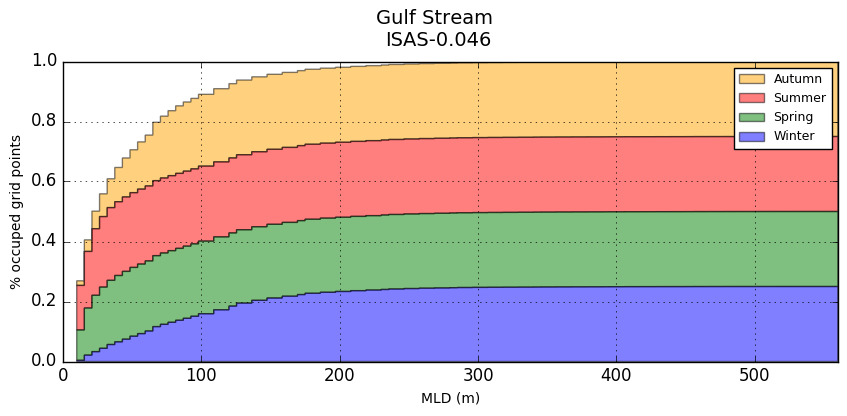 Gulf Stream
ISAS-0.046
1.0
0.8
0.6
0.4
0.2
0.0
% occuped grid points
Autumn
Summer
Spring
Winter
0 100 200 300 400 500
MLD (m)